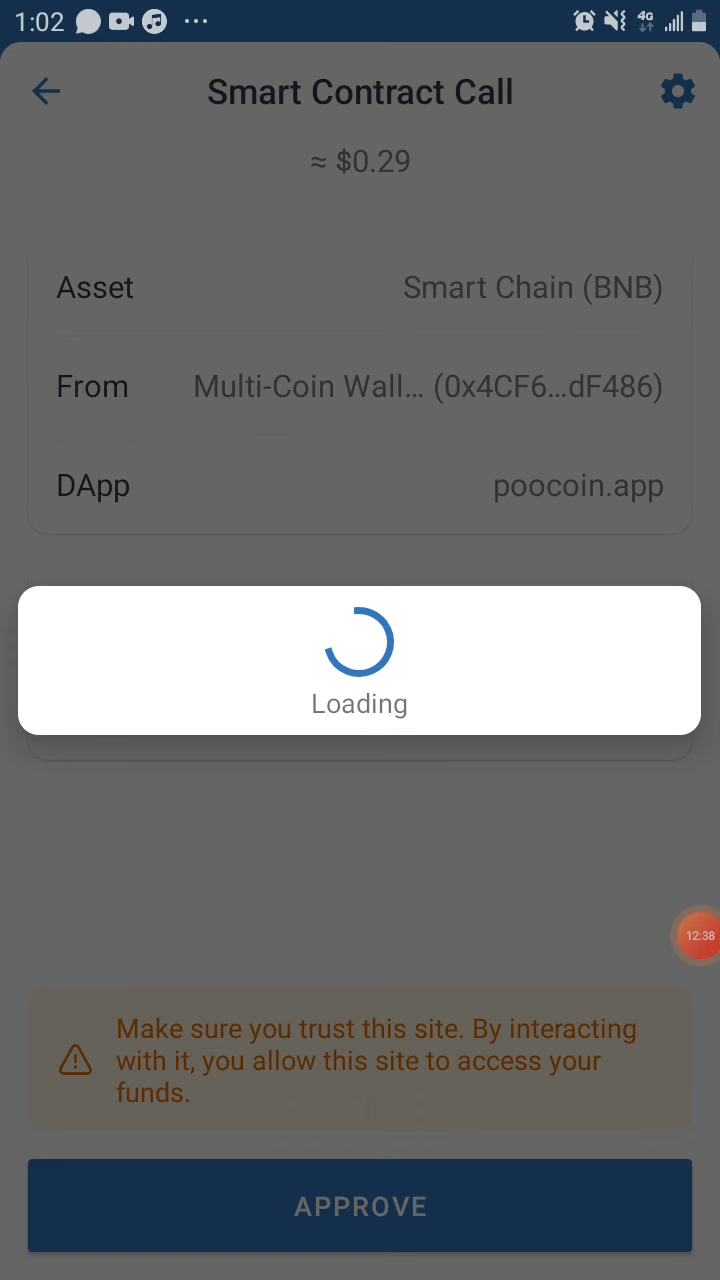 1:02
4G
Smart Contract Call
≈ $0.29
Asset
Smart Chain (BNB)
From
Multi-Coin Wall... (0x4CF6...dF486)
DApp
poocoin.app
Loading
12:38
Make sure you trust this site. By interacting
with it, you allow this site to access your
funds.
APPROVE